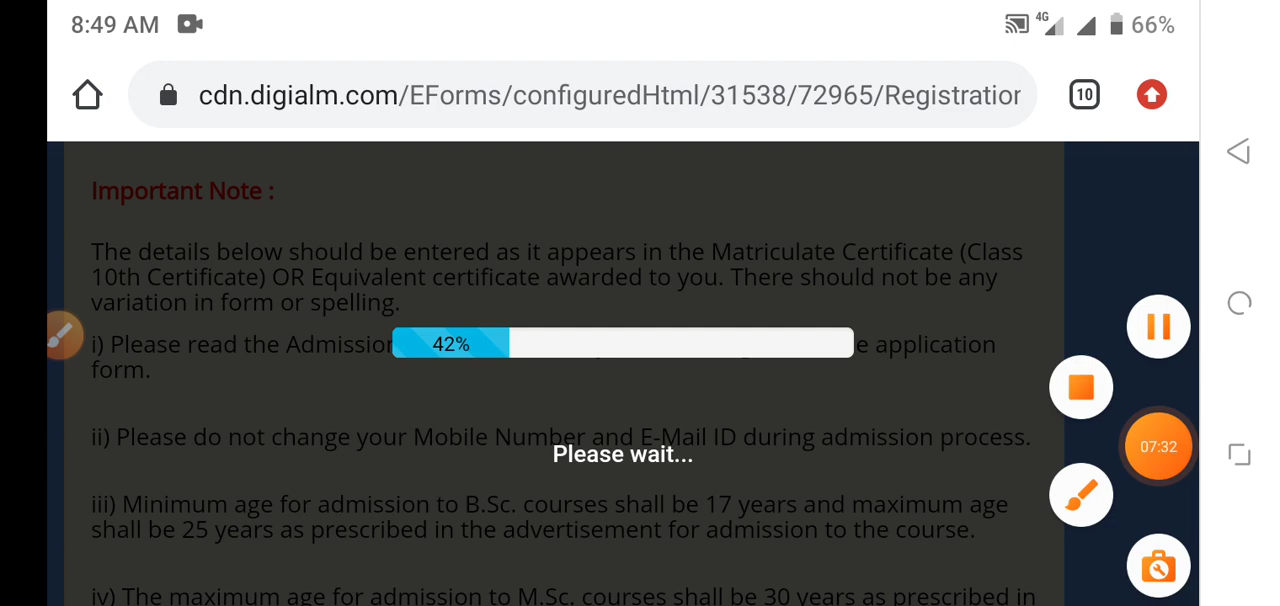 8:49 AM
4G
66%
cdn.digialm.com/EForms/configuredHtml/31538/72965/Registration
10
Important Note :
The details below should be entered as it appears in the Matriculate Certificate (Class
10th Certificate) OR Equivalent certificate awarded to you. There should not be any
variation in form or spelling.
i) Please read the Admission
e application
form.
42%
ii) Please do not change your Mobile Number and E-Mail ID during admission process.
Please wait...
07:32
iii) Minimum age for admission to B.Sc. courses shall be 17 years and maximum age
shall be 25 years as prescribed in the advertisement for admission to the course.
iv) The maximum age for admission to M.Sc. courses shall be 30 years as prescribed in